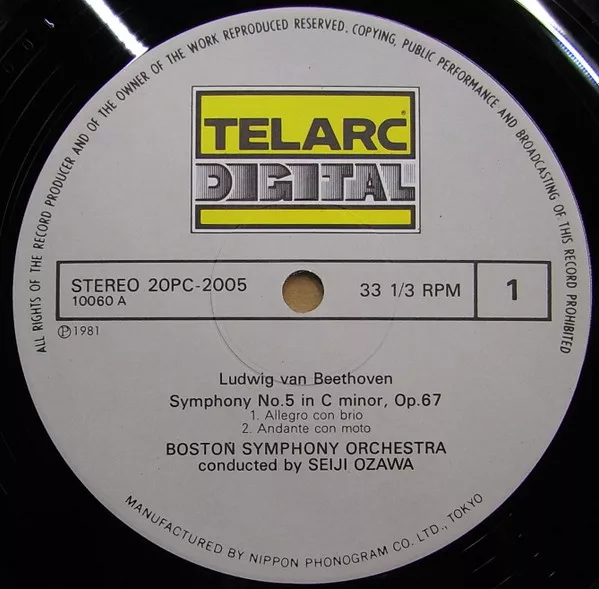 ALL RIGHTS OF THE RECORD PRODUCER AND OF THE OWNER OF THE WORK REPRODUCED RESERVED. COPYING, PUBLIC PERFORMANCE AND BROADCASTING OF THIS RECORD PROHIBITED
TELARC®
DIGITAL
STEREO 20PC-2005
10060 A
33 1/3 RPM
1
℗1981
Ludwig van Beethoven
Symphony No.5 in C minor, Op.67
1. Allegro con brio
2. Andante con moto
BOSTON SYMPHONY ORCHESTRA
conducted by SEIJI OZAWA
MANUFACTURED BY NIPPON PHONOGRAM CO. LTD., TOKYO